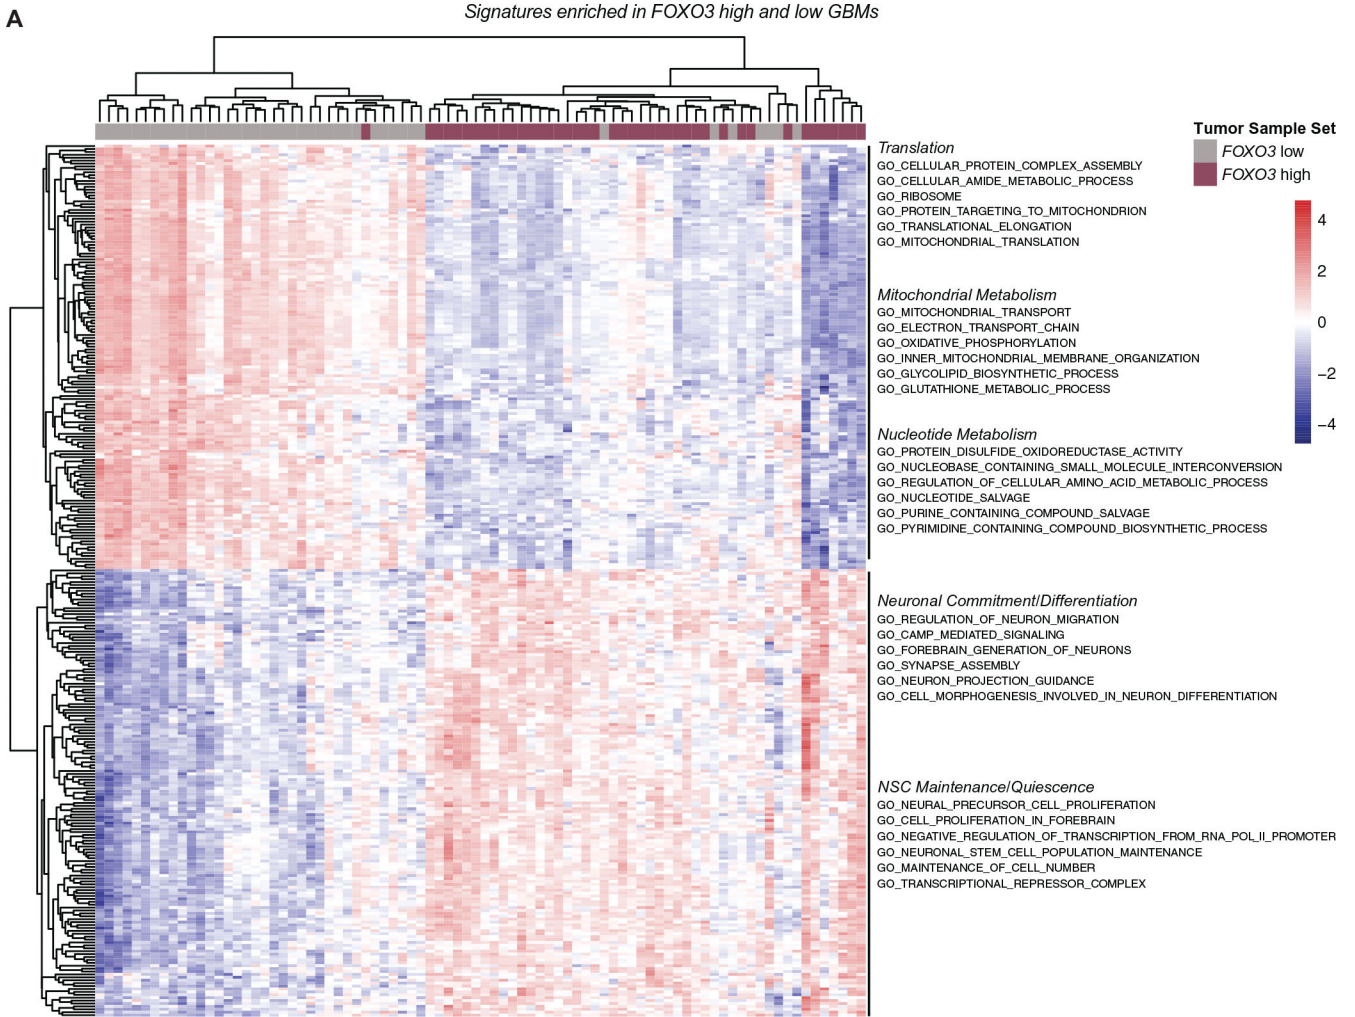 A
Signatures enriched in FOXO3 high and low GBMs
Translation
GO_CELLULAR_PROTEIN_COMPLEX_ASSEMBLY
GO_CELLULAR_AMIDE_METABOLIC_PROCESS
GO_RIBOSOME
GO_PROTEIN_TARGETING_TO_MITOCHONDRION
GO_TRANSLATIONAL_ELONGATION
GO_MITOCHONDRIAL_TRANSLATION
Mitochondrial Metabolism
GO_MITOCHONDRIAL_TRANSPORT
GO_ELECTRON_TRANSPORT_CHAIN
GO_OXIDATIVE_PHOSPHORYLATION
GO_INNER_MITOCHONDRIAL_MEMBRANE_ORGANIZATION
GO_GLYCOLIPID_BIOSYNTHETIC_PROCESS
GO_GLUTATHIONE_METABOLIC_PROCESS
Nucleotide Metabolism
GO_PROTEIN_DISULFIDE_OXIDOREDUCTASE_ACTIVITY
GO_NUCLEOBASE_CONTAINING_SMALL_MOLECULE_INTERCONVERSION
GO_REGULATION_OF_CELLULAR_AMINO_ACID_METABOLIC_PROCESS
GO_NUCLEOTIDE_SALVAGE
GO_PURINE_CONTAINING_COMPOUND_SALVAGE
GO_PYRIMIDINE_CONTAINING_COMPOUND_BIOSYNTHETIC_PROCESS
Neuronal Commitment/Differentiation
GO_REGULATION_OF_NEURON_MIGRATION
GO_CAMP_MEDIATED_SIGNALING
GO_FOREBRAIN_GENERATION_OF_NEURONS
GO_SYNAPSE_ASSEMBLY
GO_NEURON_PROJECTION_GUIDANCE
GO_CELL_MORPHOGENESIS_INVOLVED_IN_NEURON_DIFFERENTIATION
NSC Maintenance/Quiescence
GO_NEURAL_PRECURSOR_CELL_PROLIFERATION
GO_CELL_PROLIFERATION_IN_FOREBRAIN
GO_NEGATIVE_REGULATION_OF_TRANSCRIPTION_FROM_RNA_POL_II_PROMOTER
GO_NEURONAL_STEM_CELL_POPULATION_MAINTENANCE
GO_MAINTENANCE_OF_CELL_NUMBER
GO_TRANSCRIPTIONAL_REPRESSOR_COMPLEX
Tumor Sample Set
FOXO3 low
FOXO3 high
4
2
0
−2
−4